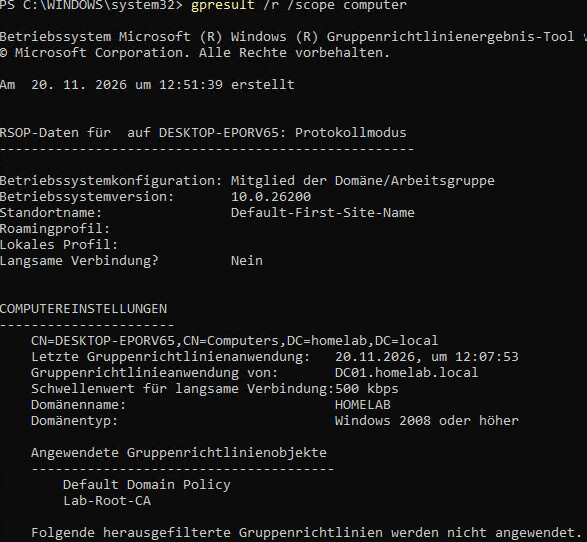 PS C:\WINDOWS\system32> gpresult /r /scope computer
Betriebssystem Microsoft (R) Windows (R) Gruppenrichtlinienergebnis-Tool
© Microsoft Corporation. Alle Rechte vorbehalten.
Am  20. 11. 2026 um 12:51:39 erstellt
RSOP-Daten für  auf DESKTOP-EPORV65: Protokollmodus
----------------------------------------------------
Betriebssystemkonfiguration: Mitglied der Domäne/Arbeitsgruppe
Betriebssystemversion:       10.0.26200
Standortname:                Default-First-Site-Name
Roamingprofil:
Lokales Profil:
Langsame Verbindung?         Nein
COMPUTEREINSTELLUNGEN
----------------------
    CN=DESKTOP-EPORV65,CN=Computers,DC=homelab,DC=local
    Letzte Gruppenrichtlinienanwendung:   20.11.2026, um 12:07:53
    Gruppenrichtlinieanwendung von:       DC01.homelab.local
    Schwellenwert für langsame Verbindung:500 kbps
    Domänenname:                          HOMELAB
    Domänentyp:                           Windows 2008 oder höher
    Angewendete Gruppenrichtlinienobjekte
    --------------------------------------
        Default Domain Policy
        Lab-Root-CA
    Folgende herausgefilterte Gruppenrichtlinien werden nicht angewendet.